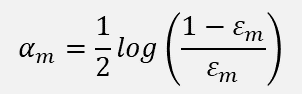 α_m = 1/2 log ( (1 − ε_m) / ε_m )